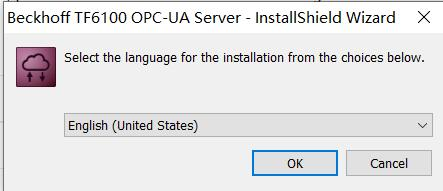 Beckhoff TF6100 OPC-UA Server - InstallShield Wizard
Select the language for the installation from the choices below.
English (United States)
OK
Cancel